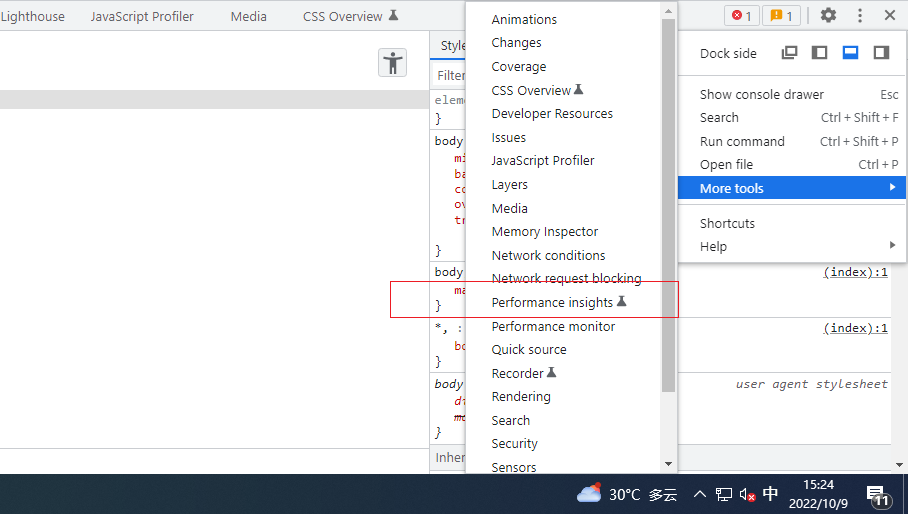 Lighthouse JavaScript Profiler Media CSS Overview 1 1
Style
Filter
eleme
}
body
mi
ba
co
ov
tr
}
body
ma
}
*, :
bo
}
body
di
ma
}
Inher
Animations
Changes
Coverage
CSS Overview
Developer Resources
Issues
JavaScript Profiler
Layers
Media
Memory Inspector
Network conditions
Network request blocking
Performance insights
Performance monitor
Quick source
Recorder
Rendering
Search
Security
Sensors
Dock side
Show console drawer Esc
Search Ctrl + Shift + F
Run command Ctrl + Shift + P
Open file Ctrl + P
More tools
Shortcuts
Help
(index):1
(index):1
user agent stylesheet
30°C 多云 中 15:24
2022/10/9
11